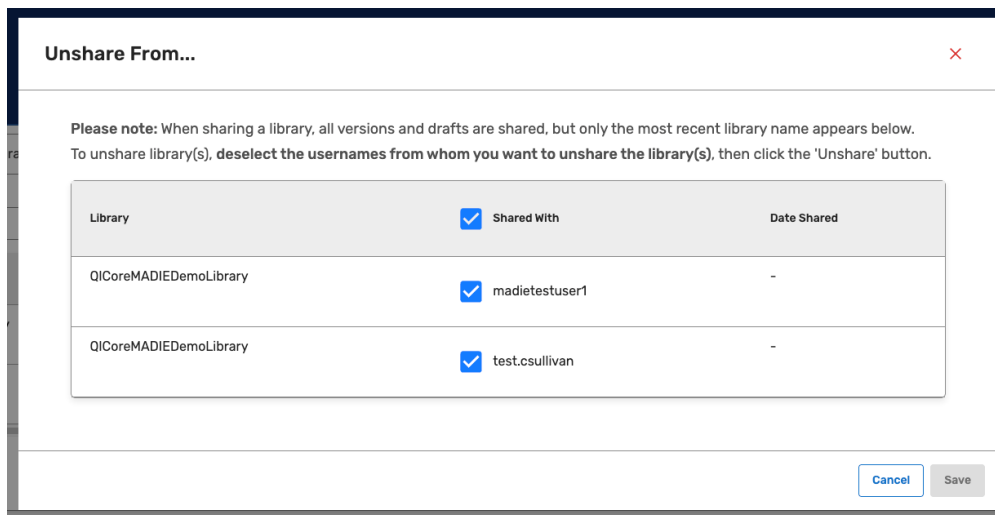 Unshare From...
Please note: When sharing a library, all versions and drafts are shared, but only the most recent library name appears below.
To unshare library(s), deselect the usernames from whom you want to unshare the library(s), then click the 'Unshare' button.
Library Shared With Date Shared
QICoreMADIEDemoLibrary madietestuser1 -
QICoreMADIEDemoLibrary test.csullivan -
Cancel Save